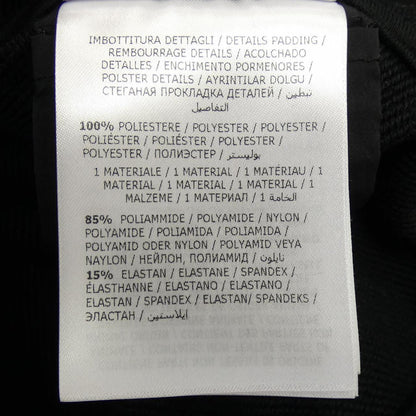 IMBOTTITURA DETTAGLI / DETAILS PADDING /
REMBOURRAGE DETAILS / ACOLCHADO
DETALLES / ENCHIMENTO PORMENORES /
POLSTER DETAILS / AYRINTILAR DOLGU /
СТЕГАНАЯ ПРОКЛАДКА ДЕТАЛЕЙ / تبطين
التفاصيل
100% POLIESTERE / POLYESTER / POLYESTER /
POLIÉSTER / POLIÉSTER / POLYESTER /
POLYESTER / ПОЛИЭСТЕР / بوليستر
1 MATERIALE / 1 MATERIAL / 1 MATÉRIAU / 1
MATERIAL / 1 MATERIAL / 1 MATERIAL / 1
MALZEME / 1 МАТЕРИАЛ / 1 الخامة
85% POLIAMMIDE / POLYAMIDE / NYLON /
POLYAMIDE / POLIAMIDA / POLIAMIDA /
POLYAMID ODER NYLON / POLYAMID VEYA
NAYLON / НЕЙЛОН, ПОЛИАМИД / نايلون
15% ELASTAN / ELASTANE / SPANDEX /
ÉLASTHANNE / ELASTANO / ELASTANO /
ELASTAN / SPANDEX / ELASTAN/ SPANDEKS /
ЭЛАСТАН / ايلاستين